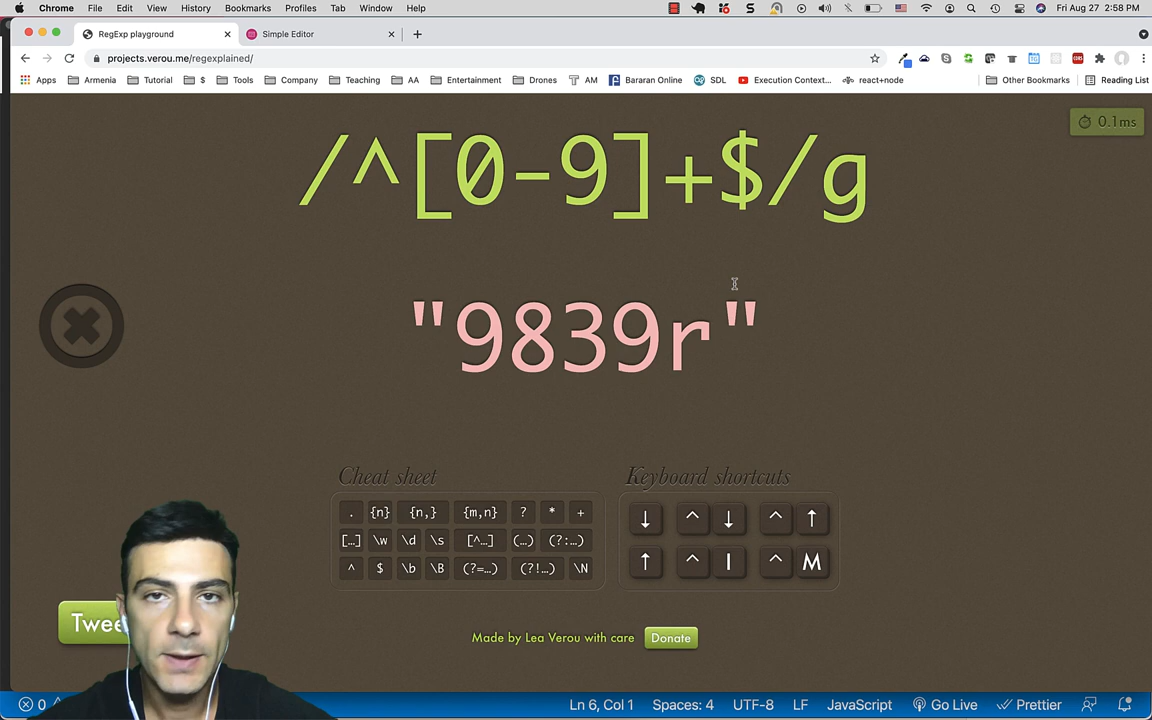 Chrome File Edit View History Bookmarks Profiles Tab Window Help Fri Aug 27 2:58 PM
RegExp playground Simple Editor
projects.verou.me/regexplained/
Apps Armenia Tutorial $ Tools Company Teaching AA Entertainment Drones AM Bararan Online SDL Execution Context... react+node Other Bookmarks Reading List
0.1ms
/^[0-9]+$/g
"9839r"
Cheat sheet
. {n} {n,} {m,n} ? * +
[…] \w \d \s [^…] (…) (?:…)
^ $ \b \B (?=…) (?!…) \N
Keyboard shortcuts
↓ ^ ↓ ^ ↑
↑ ^ I ^ M
Made by Lea Verou with care Donate
0 Ln 6, Col 1 Spaces: 4 UTF-8 LF JavaScript Go Live Prettier